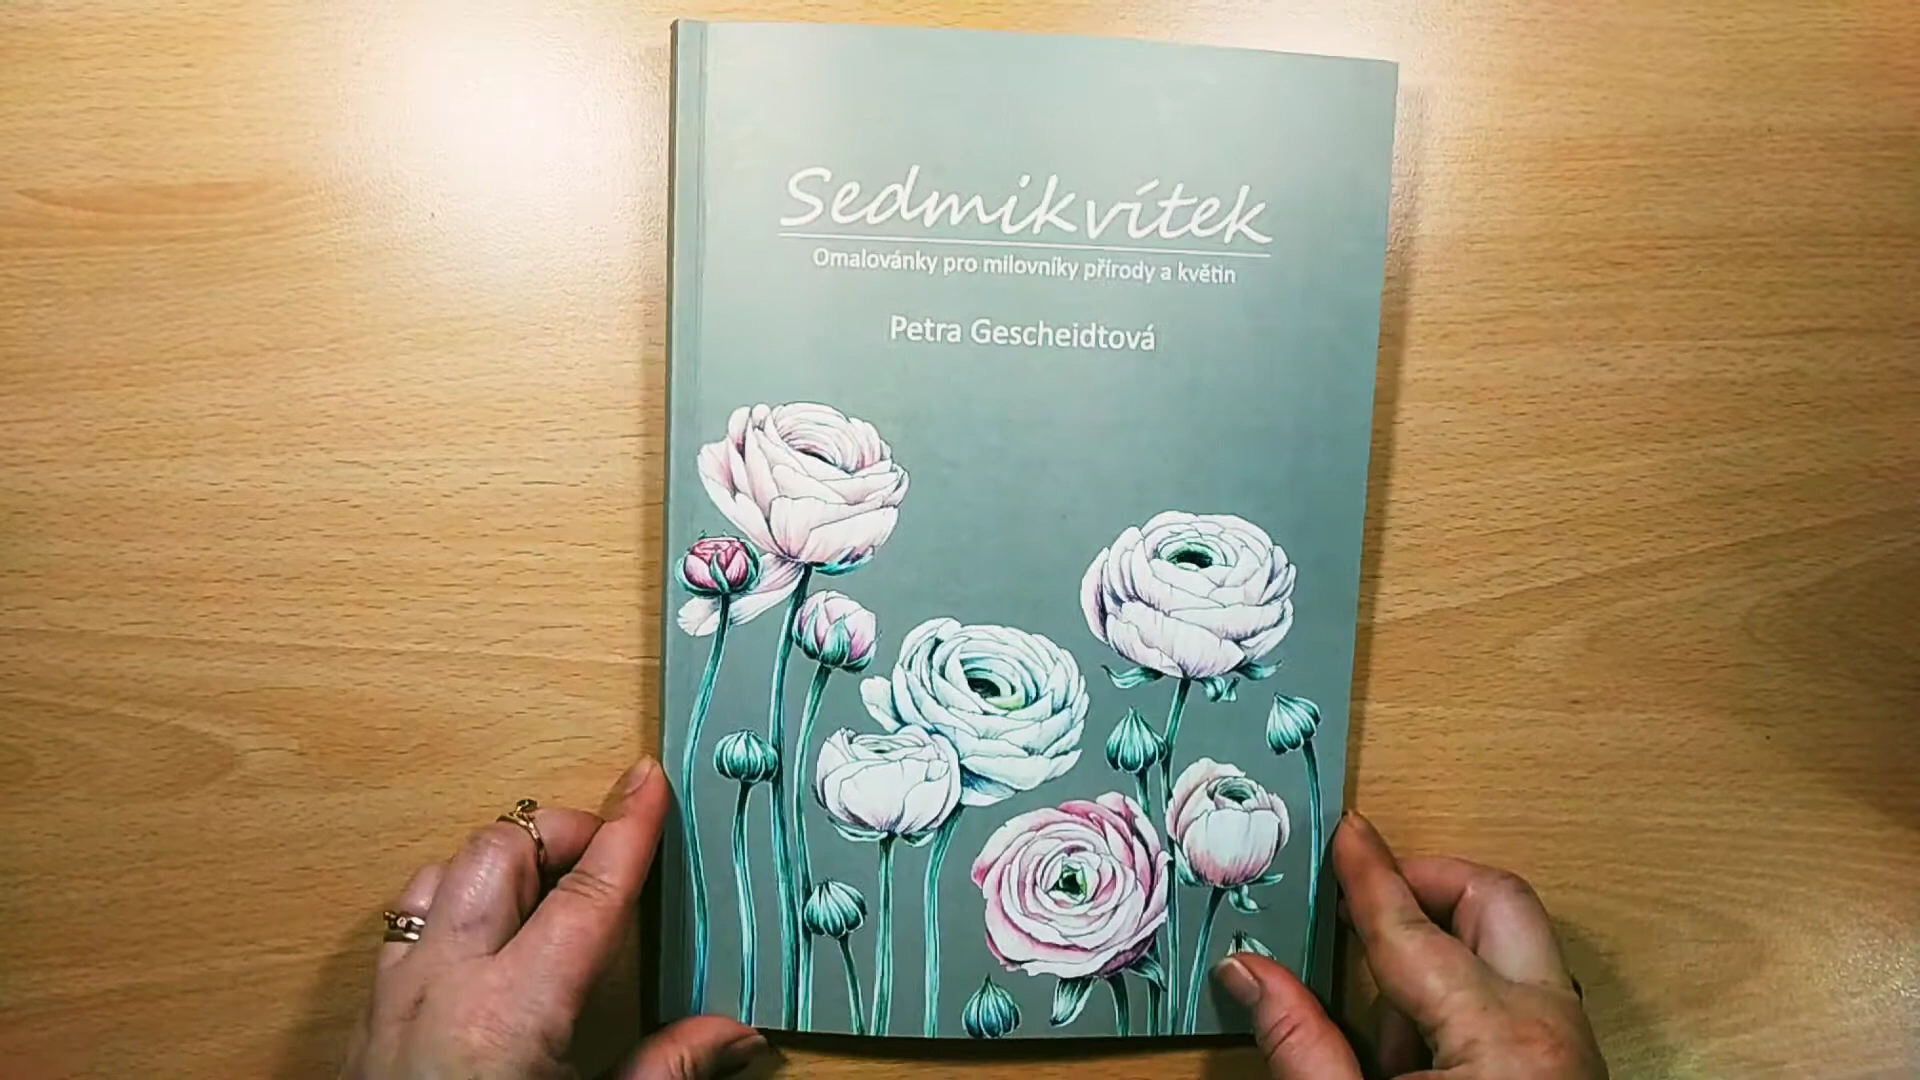 Sedmikvítek
Omalovánky pro milovníky přírody a květin
Petra Gescheidtová